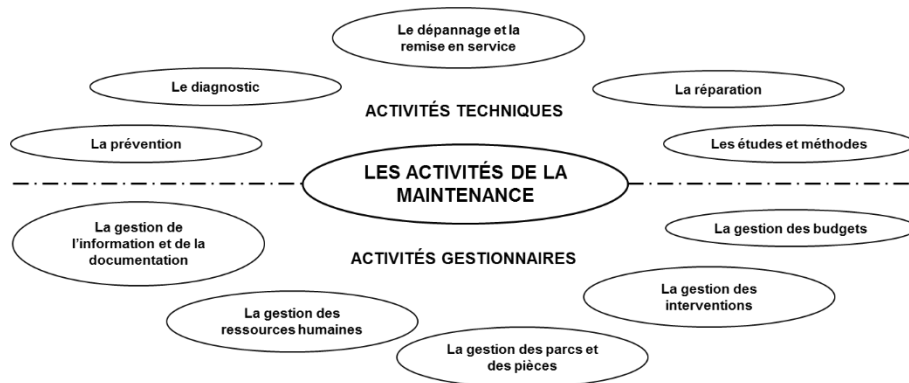 Le dépannage et la
remise en service
Le diagnostic
La réparation
ACTIVITÉS TECHNIQUES
La prévention
Les études et méthodes
LES ACTIVITÉS DE LA
MAINTENANCE
La gestion de
l'information et de la
documentation
La gestion des budgets
ACTIVITÉS GESTIONNAIRES
La gestion des
interventions
La gestion des
ressources humaines
La gestion des parcs et
des pièces